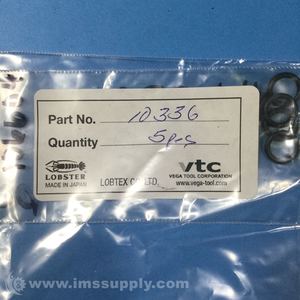 Part No. 10336
Quantity 5pcs
LOBSTER
MADE IN JAPAN
LOBTEX CO., LTD.
vtc
VEGA TOOL CORPORATION
www.vega-tool.com
© www.imssupply.com